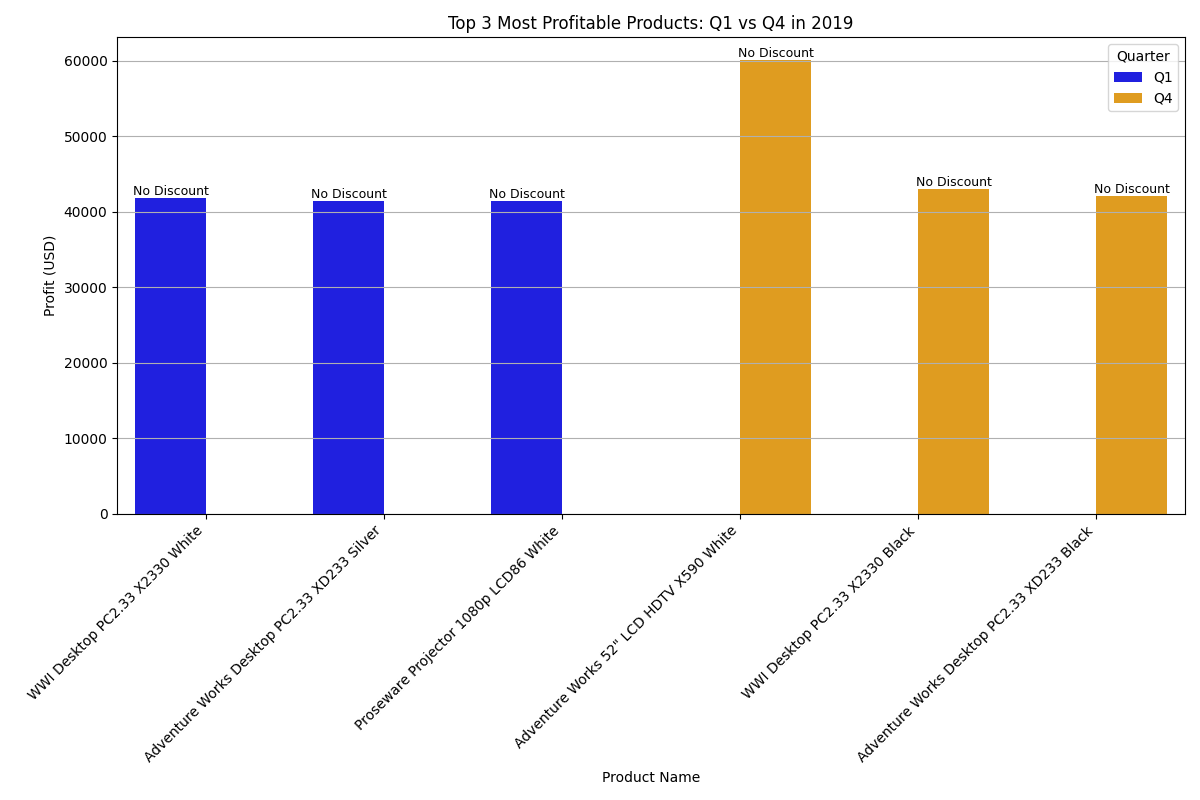 Top 3 Most Profitable Products: Q1 vs Q4 in 2019
Quarter
Q1
Q4
Profit (USD)
60000
50000
40000
30000
20000
10000
0
No Discount
No Discount
No Discount
No Discount
No Discount
No Discount
WWI Desktop PC2.33 X2330 White
Adventure Works Desktop PC2.33 XD233 Silver
Proseware Projector 1080p LCD86 White
Adventure Works 52" LCD HDTV X590 White
WWI Desktop PC2.33 X2330 Black
Adventure Works Desktop PC2.33 XD233 Black
Product Name